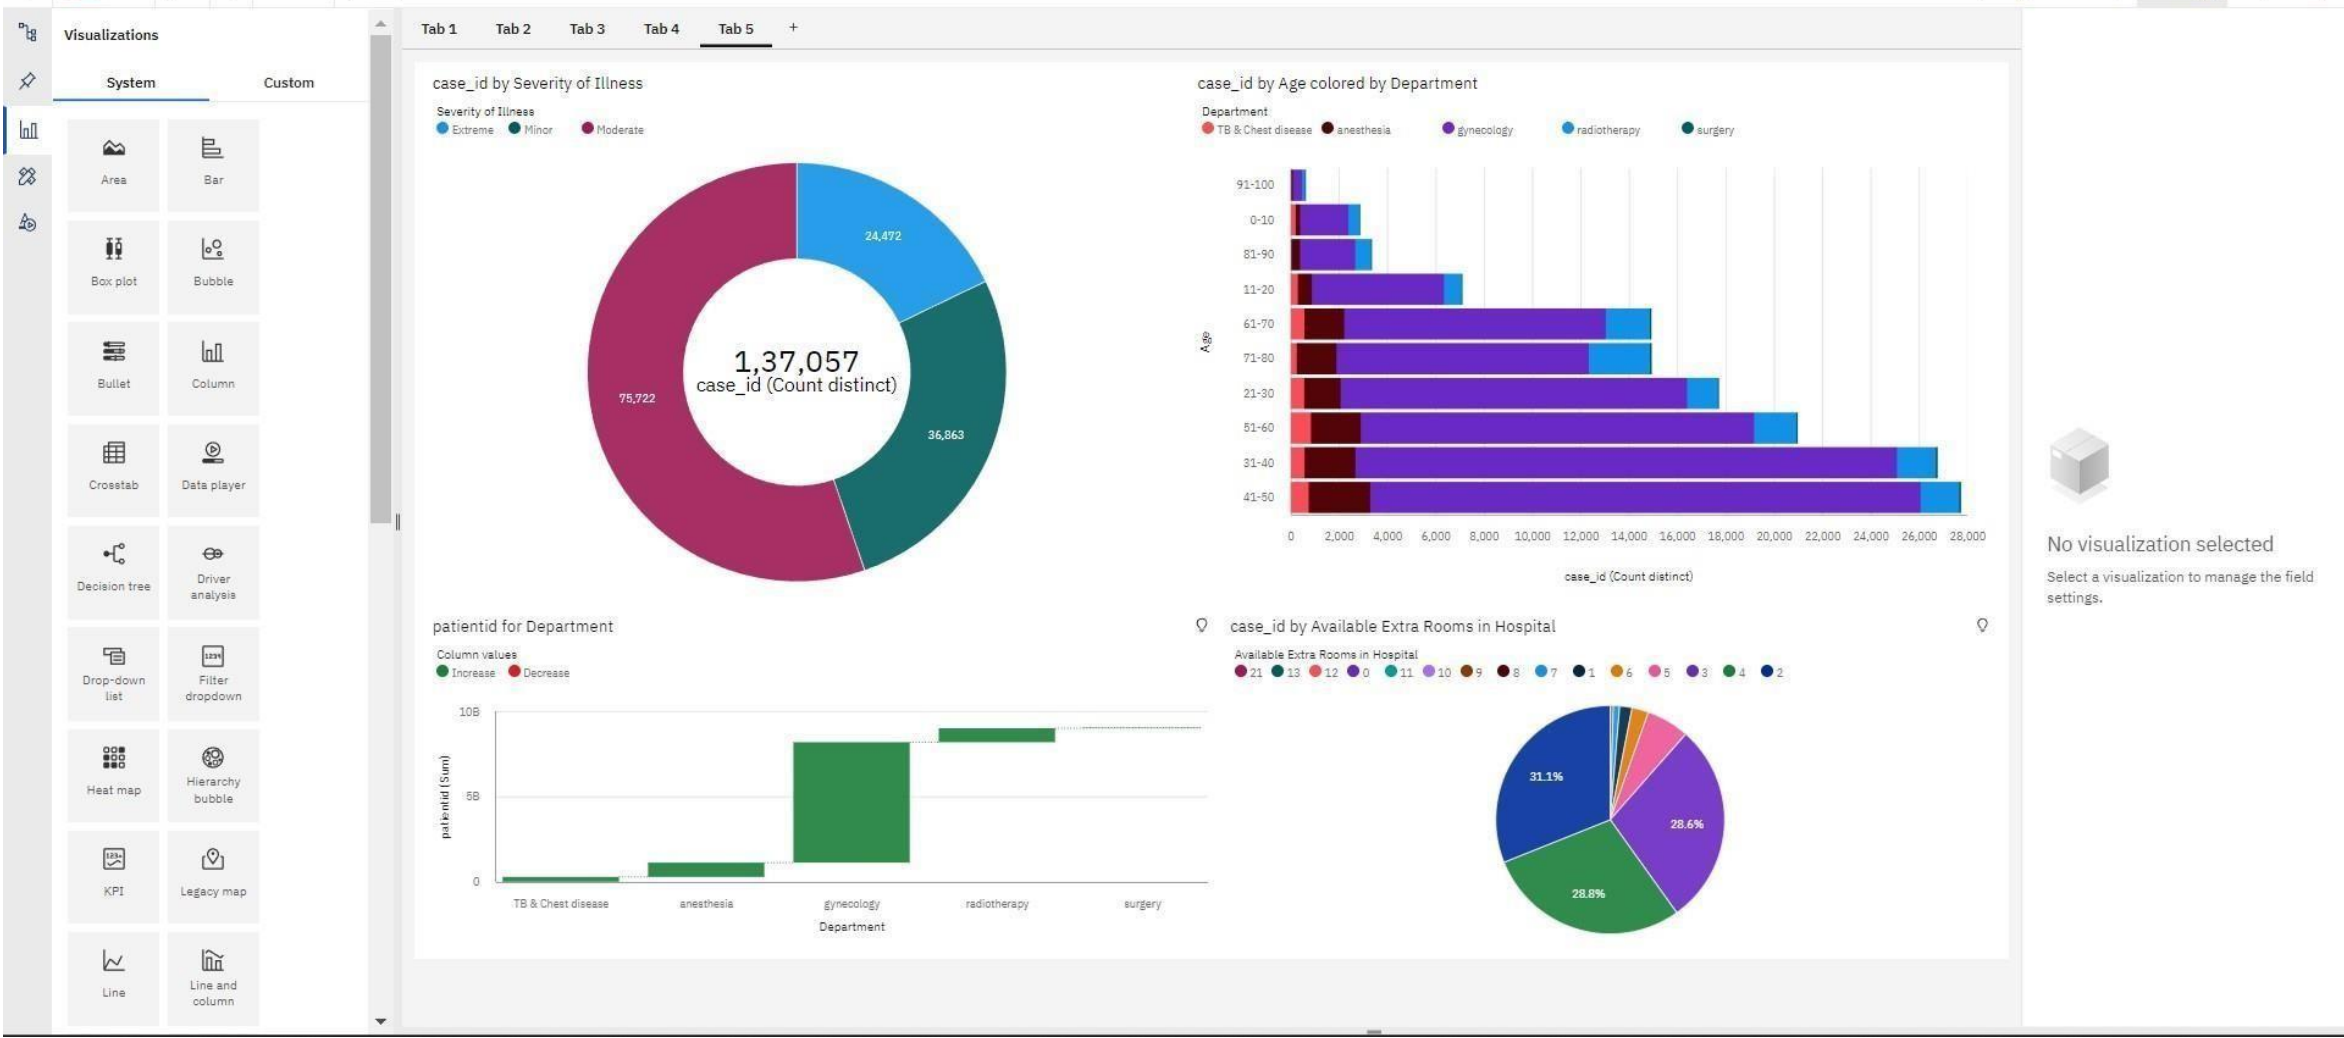 Visualizations
System Custom
Area Bar
Box plot Bubble
Bullet Column
Crosstab Data player
Decision tree Driver
analysis
Drop-down
list
Filter
dropdown
Heat map Hierarchy
bubble
KPI Legacy map
Line Line and
column
Tab 1 Tab 2 Tab 3 Tab 4 Tab 5 +
case_id by Severity of Illness
Severity of Illness
Extreme Minor Moderate
24,472
75,722
36,863
1,37,057
case_id (Count distinct)
case_id by Age colored by Department
Department
TB & Chest disease anesthesia gynecology radiotherapy surgery
Age
91-100
0-10
81-90
11-20
61-70
71-80
21-30
51-60
31-40
41-50
0 2,000 4,000 6,000 8,000 10,000 12,000 14,000 16,000 18,000 20,000 22,000 24,000 26,000 28,000
case_id (Count distinct)
patientid for Department
Column values
Increase Decrease
patientid (Sum)
10B
5B
0
TB & Chest disease anesthesia gynecology radiotherapy surgery
Department
case_id by Available Extra Rooms in Hospital
Available Extra Rooms in Hospital
21 13 12 0 11 10 9 8 7 1 6 5 3 4 2
31.1%
28.6%
28.8%
No visualization selected
Select a visualization to manage the field
settings.